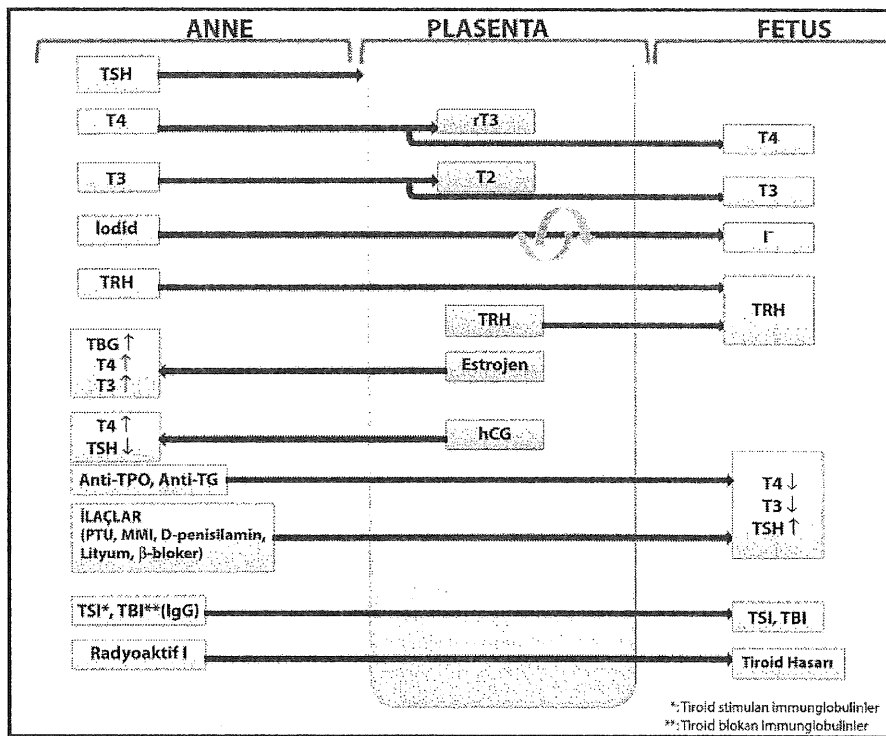 ANNE PLASENTA FETUS
TSH
T4 rT3 T4
T3 T2 T3
Iodid I⁻
TRH TRH
TRH
TBG ↑
T4 ↑
T3 ↑
Estrojen
T4 ↑
TSH ↓
hCG
Anti-TPO, Anti-TG
T4 ↓
T3 ↓
TSH ↑
İLAÇLAR
(PTU, MMI, D-penisilamin,
Lityum, β-bloker)
TSI*, TBI**(IgG) TSI, TBI
Radyoaktif I Tiroid Hasarı
*:Tiroid stimulan immunglobulinler
**:Tiroid blokan immunglobulinler